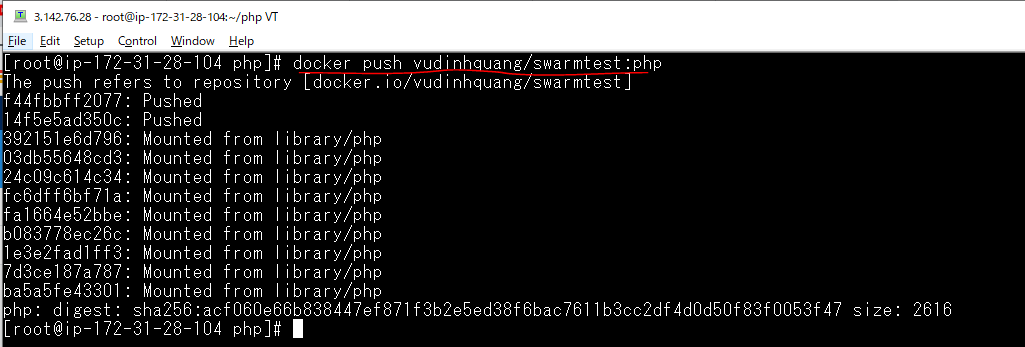 3.142.76.28 - root@ip-172-31-28-104:~/php VT
File Edit Setup Control Window Help
[root@ip-172-31-28-104 php]# docker push vudinhquang/swarmtest:php
The push refers to repository [docker.io/vudinhquang/swarmtest]
f44fbbff2077: Pushed
14f5e5ad350c: Pushed
392151e6d796: Mounted from library/php
03db55648cd3: Mounted from library/php
24c09c614c34: Mounted from library/php
fc6dff6bf71a: Mounted from library/php
fa1664e52bbe: Mounted from library/php
b083778ec26c: Mounted from library/php
1e3e2fad1ff3: Mounted from library/php
7d3ce187a787: Mounted from library/php
ba5a5fe43301: Mounted from library/php
php: digest: sha256:acf060e66b838447ef871f3b2e5ed38f6bac7611b3cc2df4d0d50f83f0053f47 size: 2616
[root@ip-172-31-28-104 php]#